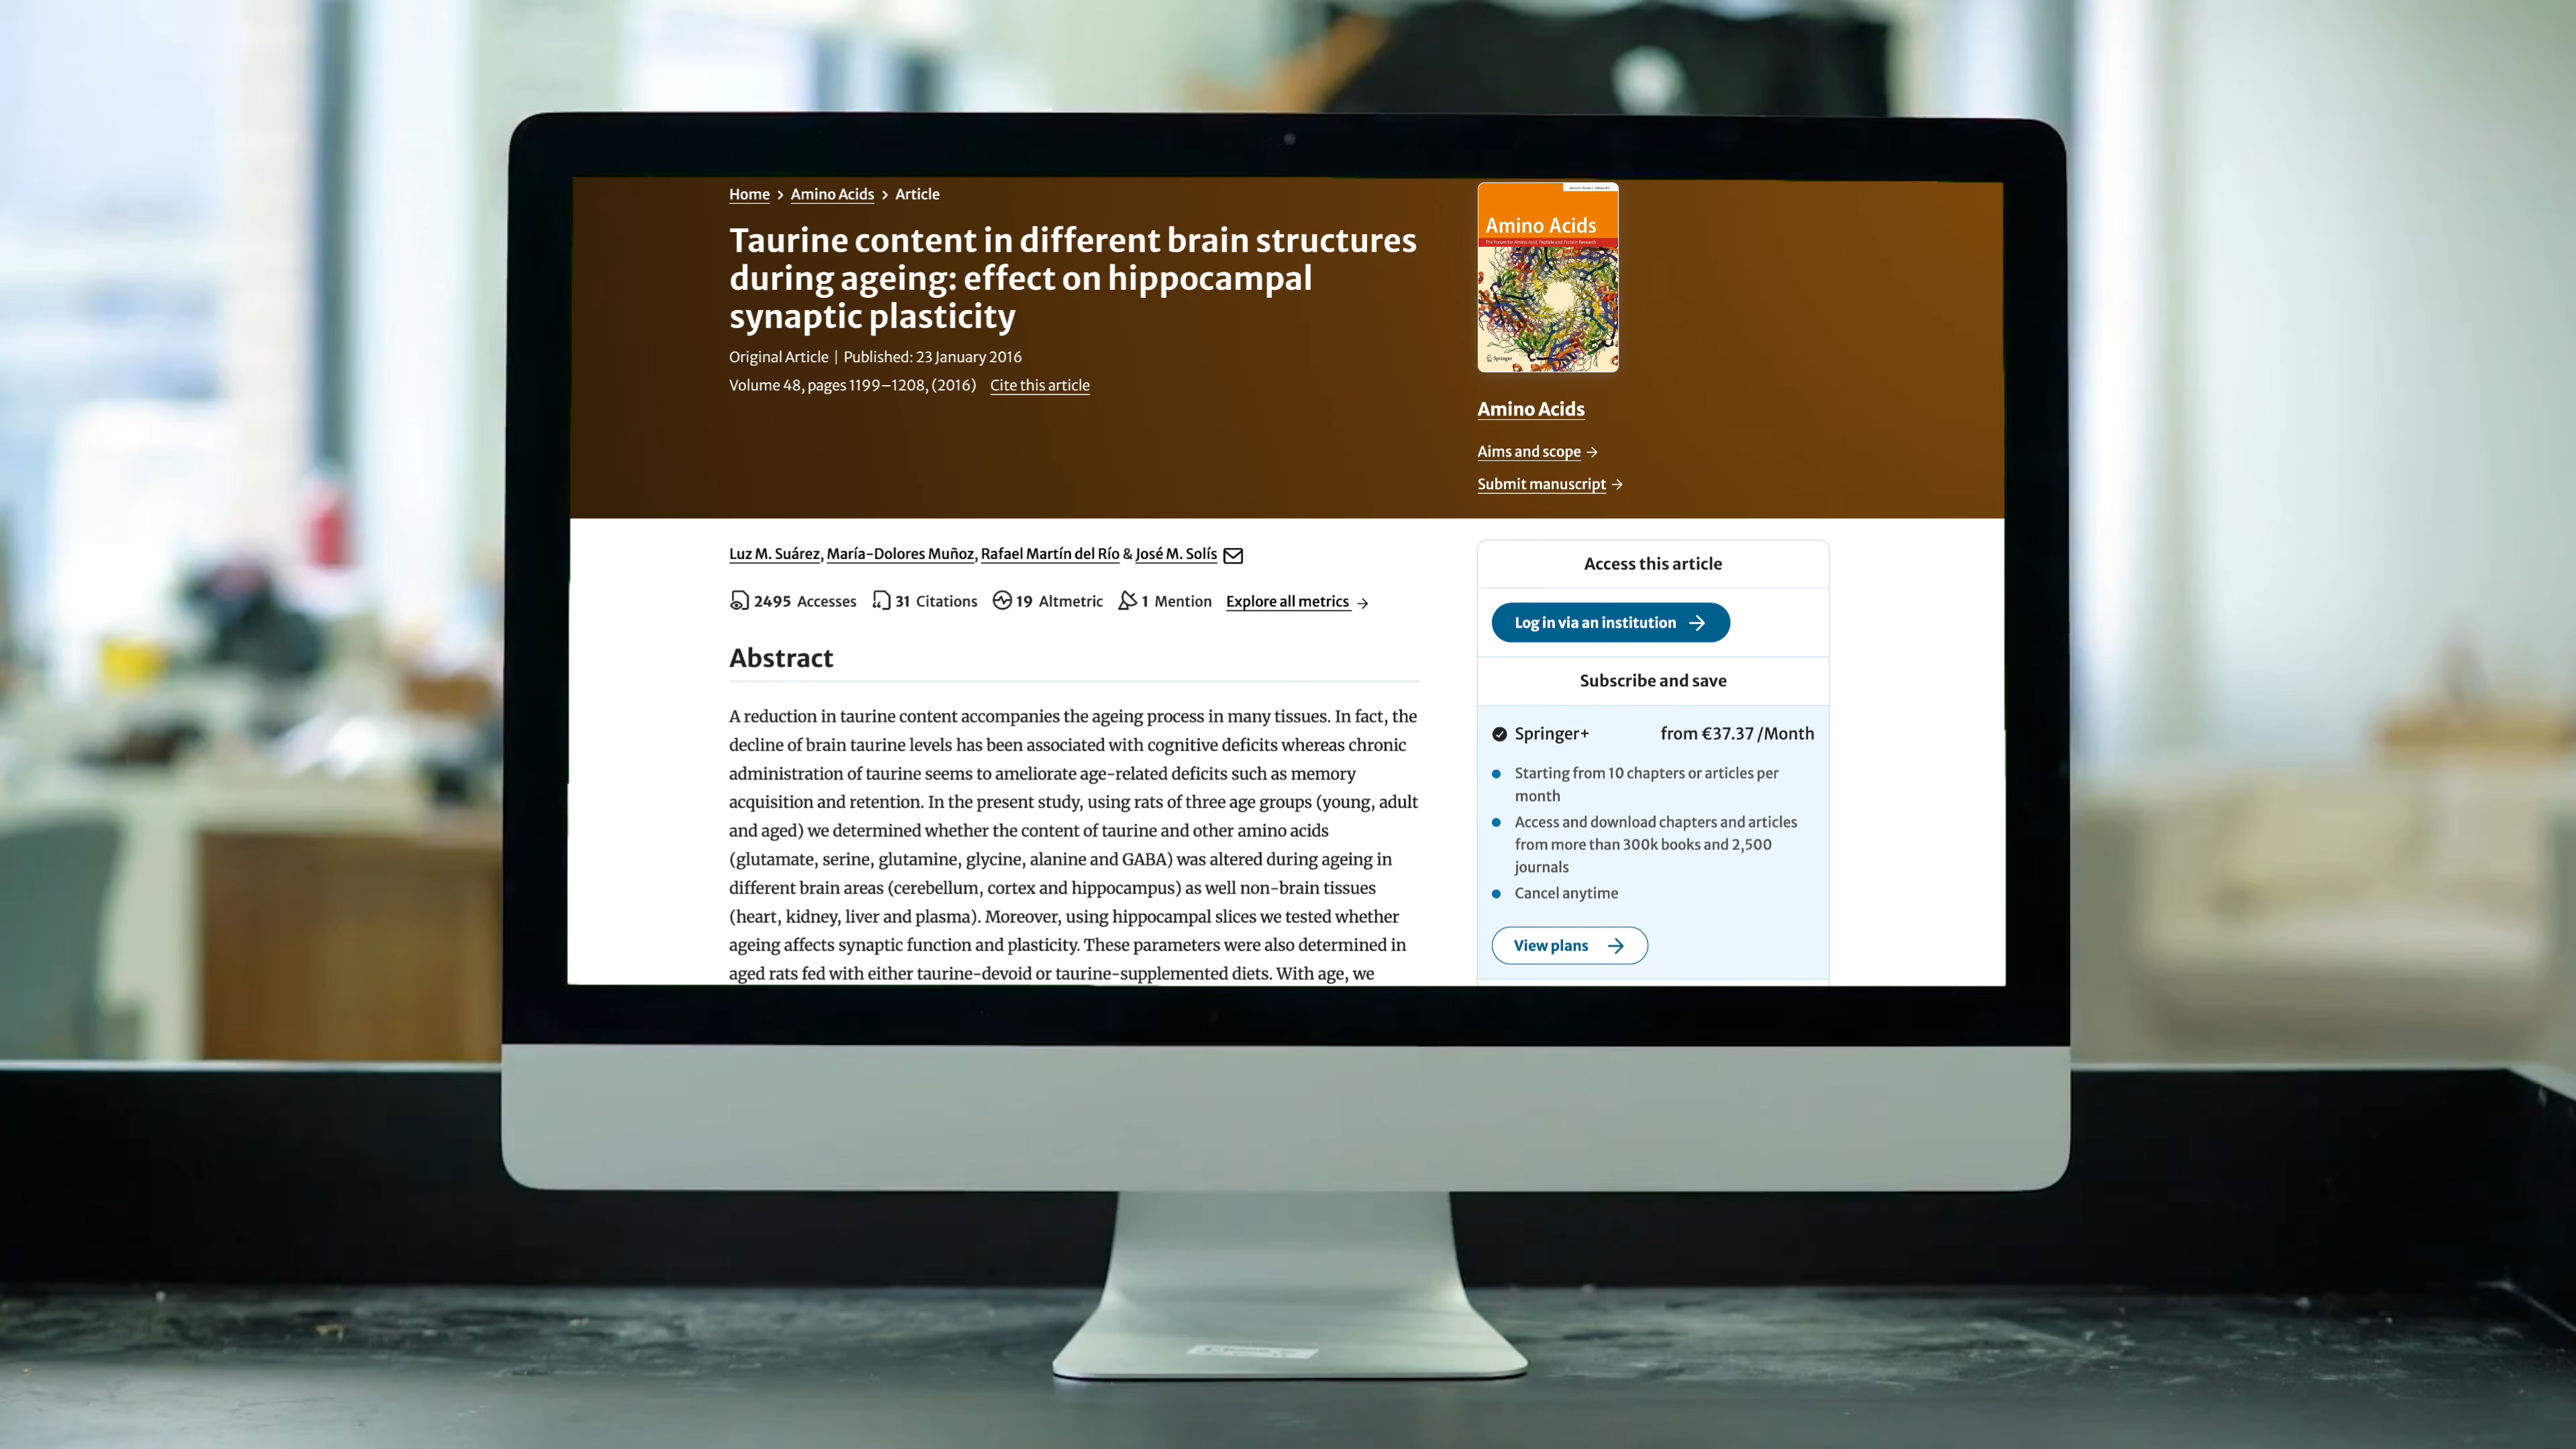 Home > Amino Acids > Article
Taurine content in different brain structures
during ageing: effect on hippocampal
synaptic plasticity
Original Article | Published: 23 January 2016
Volume 48, pages 1199–1208, (2016) Cite this article
Amino Acids
The Forum for Amino Acid, Peptide and Protein Research
Springer
Amino Acids
Aims and scope →
Submit manuscript →
Luz M. Suárez, María-Dolores Muñoz, Rafael Martín del Río & José M. Solís
2495 Accesses 31 Citations 19 Altmetric 1 Mention Explore all metrics →
Abstract
A reduction in taurine content accompanies the ageing process in many tissues. In fact, the
decline of brain taurine levels has been associated with cognitive deficits whereas chronic
administration of taurine seems to ameliorate age-related deficits such as memory
acquisition and retention. In the present study, using rats of three age groups (young, adult
and aged) we determined whether the content of taurine and other amino acids
(glutamate, serine, glutamine, glycine, alanine and GABA) was altered during ageing in
different brain areas (cerebellum, cortex and hippocampus) as well non-brain tissues
(heart, kidney, liver and plasma). Moreover, using hippocampal slices we tested whether
ageing affects synaptic function and plasticity. These parameters were also determined in
aged rats fed with either taurine-devoid or taurine-supplemented diets. With age, we
Access this article
Log in via an institution →
Subscribe and save
Springer+ from €37.37 /Month
Starting from 10 chapters or articles per
month
Access and download chapters and articles
from more than 300k books and 2,500
journals
Cancel anytime
View plans →